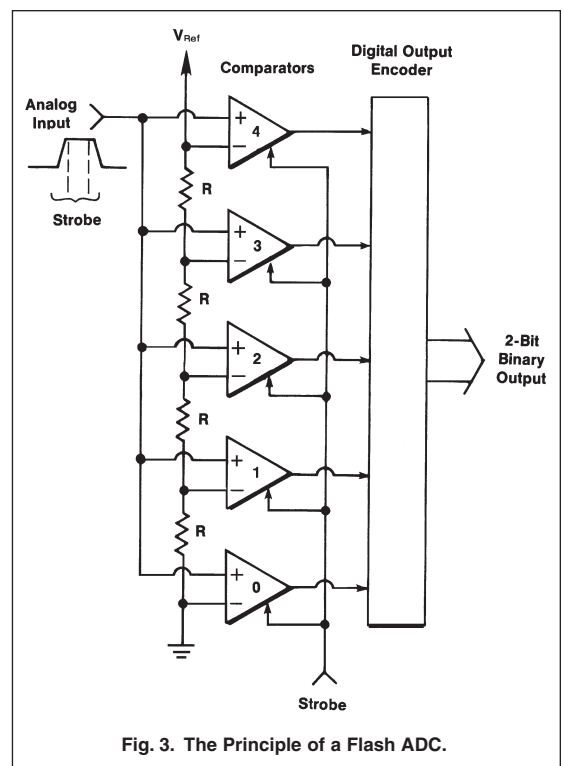 V Ref
Comparators
Digital Output
Encoder
Analog
Input
+
4
−
Strobe
R
+
3
−
R
+
2
−
2-Bit
Binary
Output
R
+
1
−
R
+
0
−
Strobe
Fig. 3. The Principle of a Flash ADC.